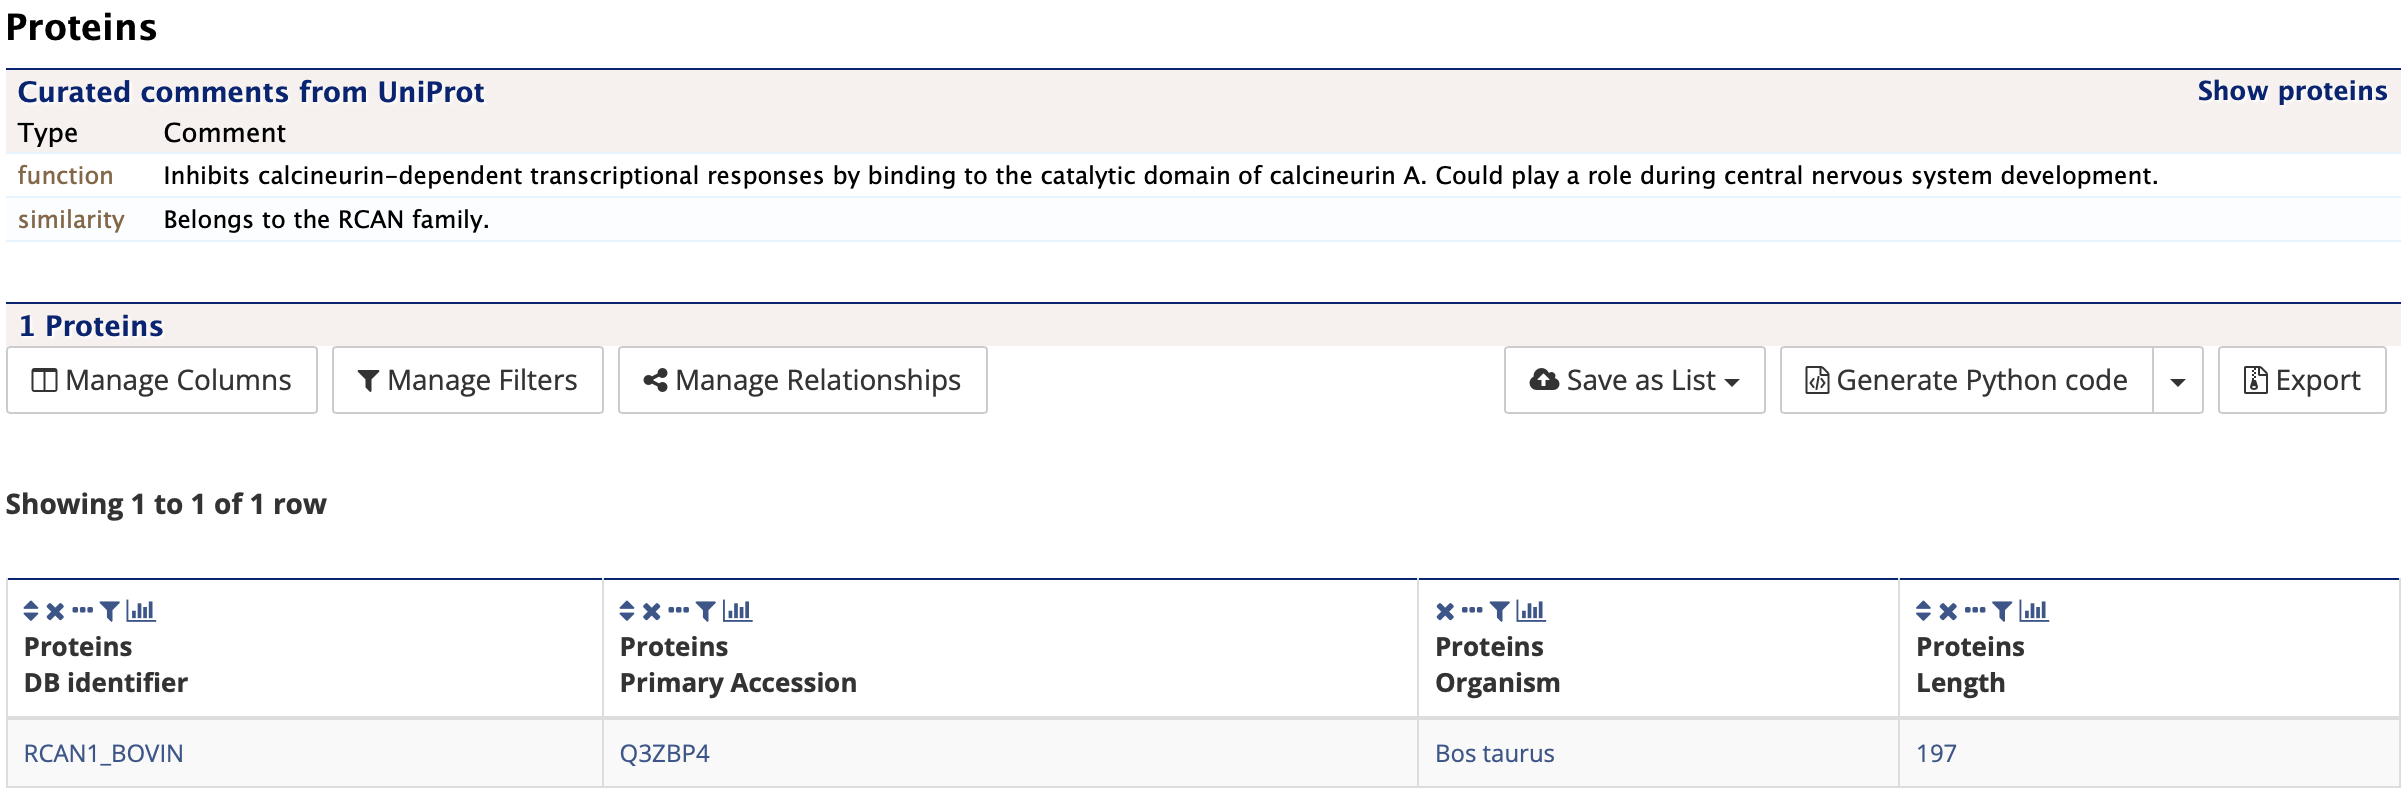 Proteins
Curated comments from UniProt Show proteins
Type Comment
function Inhibits calcineurin-dependent transcriptional responses by binding to the catalytic domain of calcineurin A. Could play a role during central nervous system development.
similarity Belongs to the RCAN family.
1 Proteins
Manage Columns Manage Filters Manage Relationships Save as List Generate Python code Export
Showing 1 to 1 of 1 row
Proteins Proteins Proteins Proteins
DB identifier Primary Accession Organism Length
RCAN1_BOVIN Q3ZBP4 Bos taurus 197